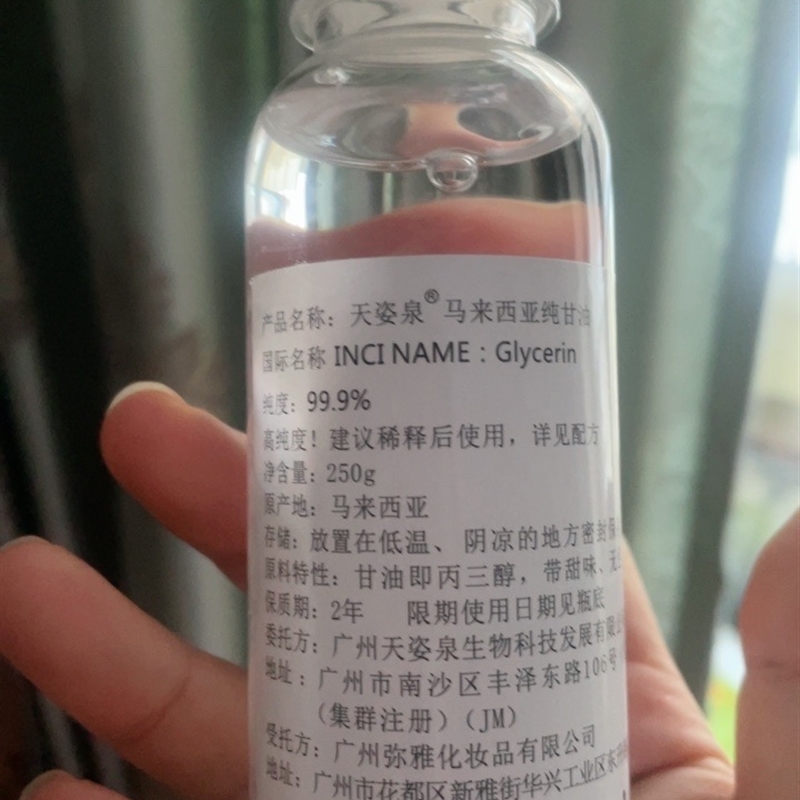 产品名称：天姿泉®马来西亚纯甘油
国际名称 INCI NAME：Glycerin
纯度：99.9%
高纯度！建议稀释后使用，详见配方
净含量：250g
原产地：马来西亚
存储：放置在低温、阴凉的地方密封保
原料特性：甘油即丙三醇，带甜味、无
保质期：2年 限期使用日期见瓶底
委托方：广州天姿泉生物科技发展有限公
地址：广州市南沙区丰泽东路106号
（集群注册）（JM）
受托方：广州弥雅化妆品有限公司
地址：广州市花都区新雅街华兴工业区东